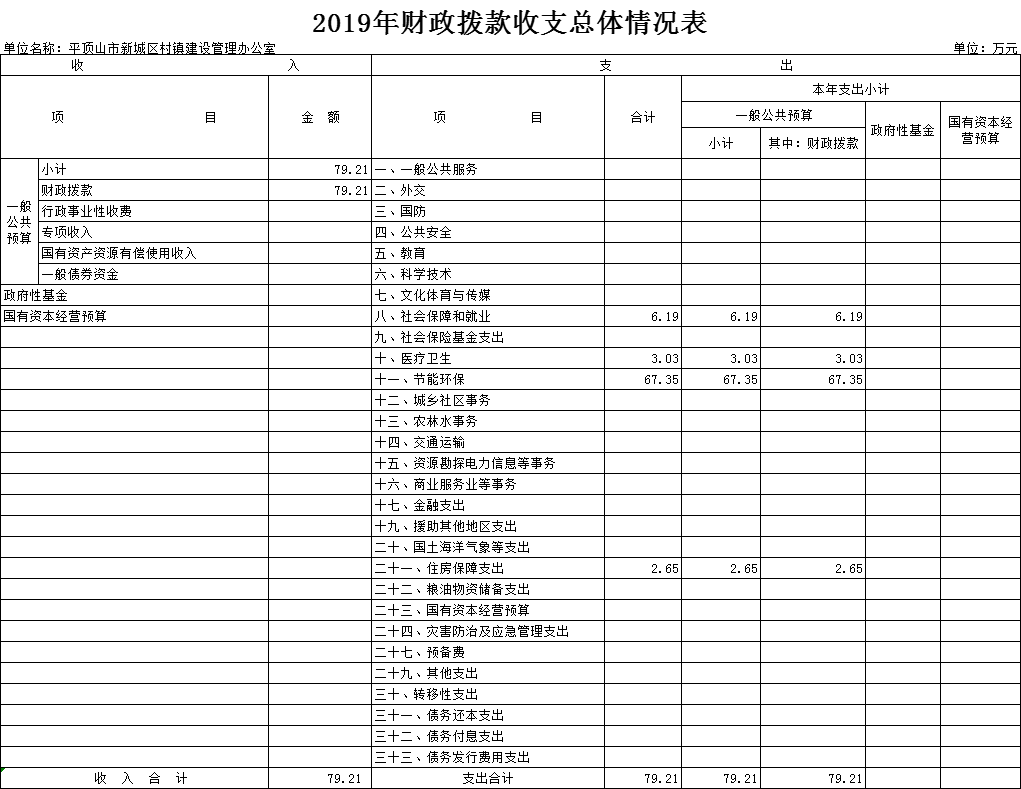 2019年财政拨款收支总体情况表
单位名称：平顶山市新城区村镇建设管理办公室 单位：万元
收 入 支 出
项 目 金 额 项 目 合计 本年支出小计
一般公共预算 政府性基金 国有资本经营预算
小计 其中：财政拨款
一般公共预算 小计 79.21 一、一般公共服务
财政拨款 79.21 二、外交
行政事业性收费 三、国防
专项收入 四、公共安全
国有资产资源有偿使用收入 五、教育
一般债券资金 六、科学技术
政府性基金 七、文化体育与传媒
国有资本经营预算 八、社会保障和就业 6.19 6.19 6.19
九、社会保险基金支出
十、医疗卫生 3.03 3.03 3.03
十一、节能环保 67.35 67.35 67.35
十二、城乡社区事务
十三、农林水事务
十四、交通运输
十五、资源勘探电力信息等事务
十六、商业服务业等事务
十七、金融支出
十九、援助其他地区支出
二十、国土海洋气象等支出
二十一、住房保障支出 2.65 2.65 2.65
二十二、粮油物资储备支出
二十三、国有资本经营预算
二十四、灾害防治及应急管理支出
二十七、预备费
二十九、其他支出
三十、转移性支出
三十一、债务还本支出
三十二、债务付息支出
三十三、债务发行费用支出
收 入 合 计 79.21 支出合计 79.21 79.21 79.21